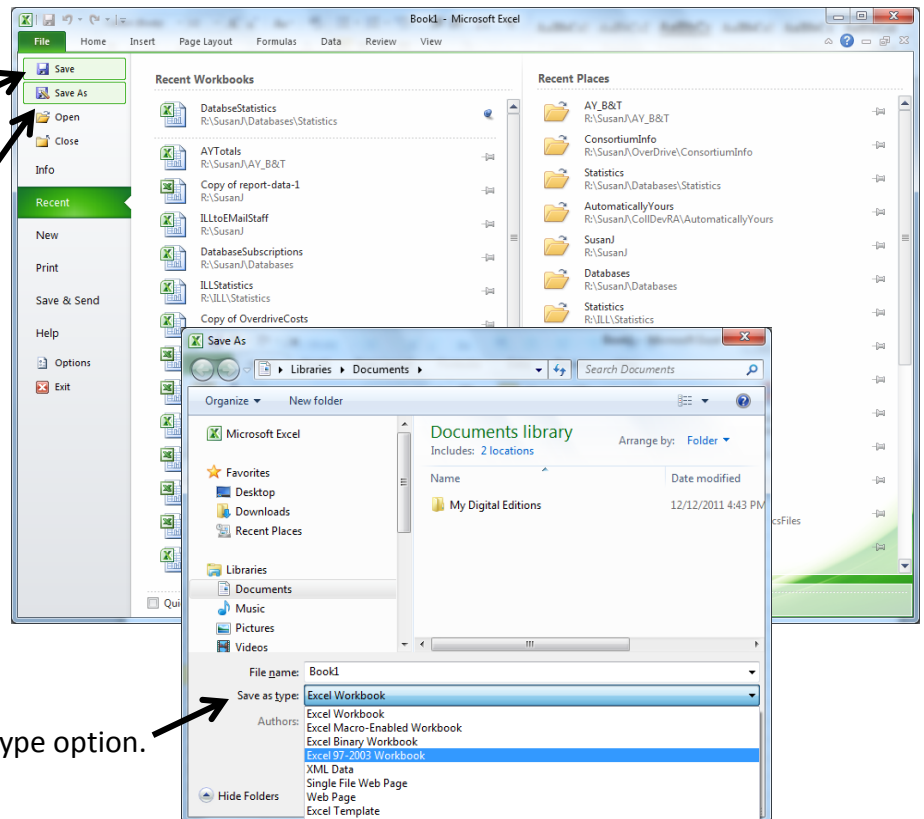 Book1 - Microsoft Excel
File Home Insert Page Layout Formulas Data Review View
Save
Save As
Open
Close
Info
Recent
New
Print
Save & Send
Help
Options
Exit
Recent Workbooks
DatabseStatistics
R:\SusanJ\Databases\Statistics
AYTotals
R:\SusanJ\AY_B&T
Copy of report-data-1
R:\SusanJ
ILLtoEMailStaff
R:\SusanJ
DatabaseSubscriptions
R:\SusanJ\Databases
ILLStatistics
R:\ILL\Statistics
Copy of OverdriveCosts
Qui
Recent Places
AY_B&T
R:\SusanJ\AY_B&T
ConsortiumInfo
R:\SusanJ\OverDrive\ConsortiumInfo
Statistics
R:\SusanJ\Databases\Statistics
AutomaticallyYours
R:\SusanJ\CollDevRA\AutomaticallyYours
SusanJ
R:\SusanJ
Databases
R:\SusanJ\Databases
Statistics
R:\ILL\Statistics
csFiles
Save As
Libraries Documents
Search Documents
Organize New folder
Microsoft Excel
Favorites
Desktop
Downloads
Recent Places
Libraries
Documents
Music
Pictures
Videos
Documents library
Includes: 2 locations
Arrange by: Folder
Name Date modified
My Digital Editions 12/12/2011 4:43 PM
File name: Book1
Save as type: Excel Workbook
Authors:
Excel Workbook
Excel Macro-Enabled Workbook
Excel Binary Workbook
Excel 97-2003 Workbook
XML Data
Single File Web Page
Web Page
Excel Template
Hide Folders
ype option.